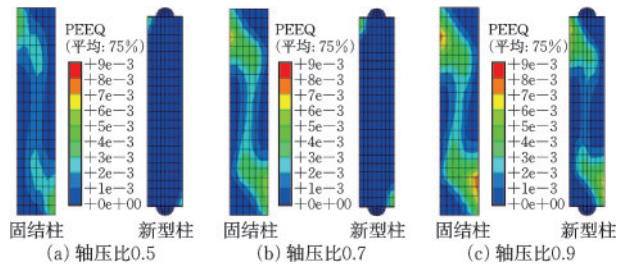 PEEQ
(平均: 75%)
+9e−3
+8e−3
+7e−3
+6e−3
+5e−3
+4e−3
+3e−3
+2e−3
+1e−3
+0e+00
固结柱 新型柱
(a) 轴压比0.5
PEEQ
(平均: 75%)
+9e−3
+8e−3
+7e−3
+6e−3
+5e−3
+4e−3
+3e−3
+2e−3
+1e−3
+0e+00
固结柱 新型柱
(b) 轴压比0.7
PEEQ
(平均: 75%)
+9e−3
+8e−3
+7e−3
+6e−3
+5e−3
+4e−3
+3e−3
+2e−3
+1e−3
+0e+00
固结柱 新型柱
(c) 轴压比0.9